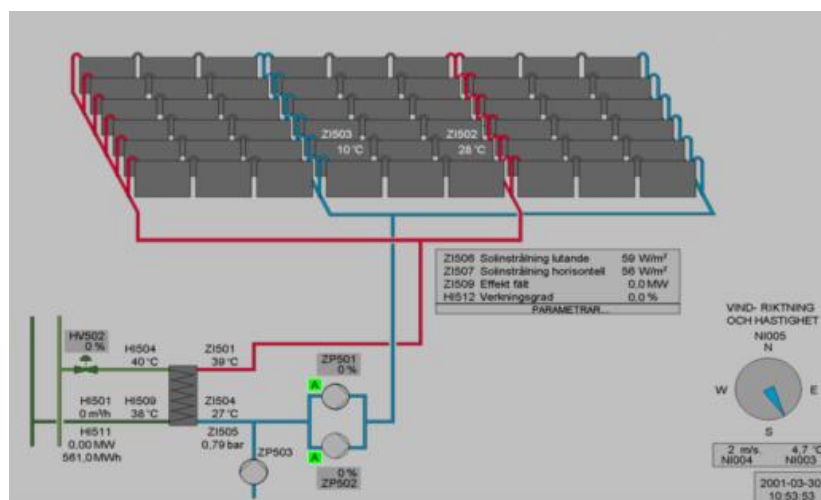 ZI503
10 °C
ZI502
28 °C
ZI506 Solinstrålning lutande 59 W/m²
ZI507 Solinstrålning horisontell 56 W/m²
ZI509 Effekt fält 0.0 MW
HI512 Verkningsgrad 0.0 %
PARAMETRAR...
VIND- RIKTNING
OCH HASTIGHET
NI005
N
W
E
S
2 m/s.
4,7 °C
NI004
NI003
2001-03-30
10:53:53
HV502
0 %
HI504
40 °C
ZI501
39 °C
ZP501
0 %
A
HI501
0 m³/h
HI509
38 °C
ZI504
27 °C
HI511
0,00 MW
561,0MWh
ZI505
0,79 bar
ZP503
A
0 %
ZP502